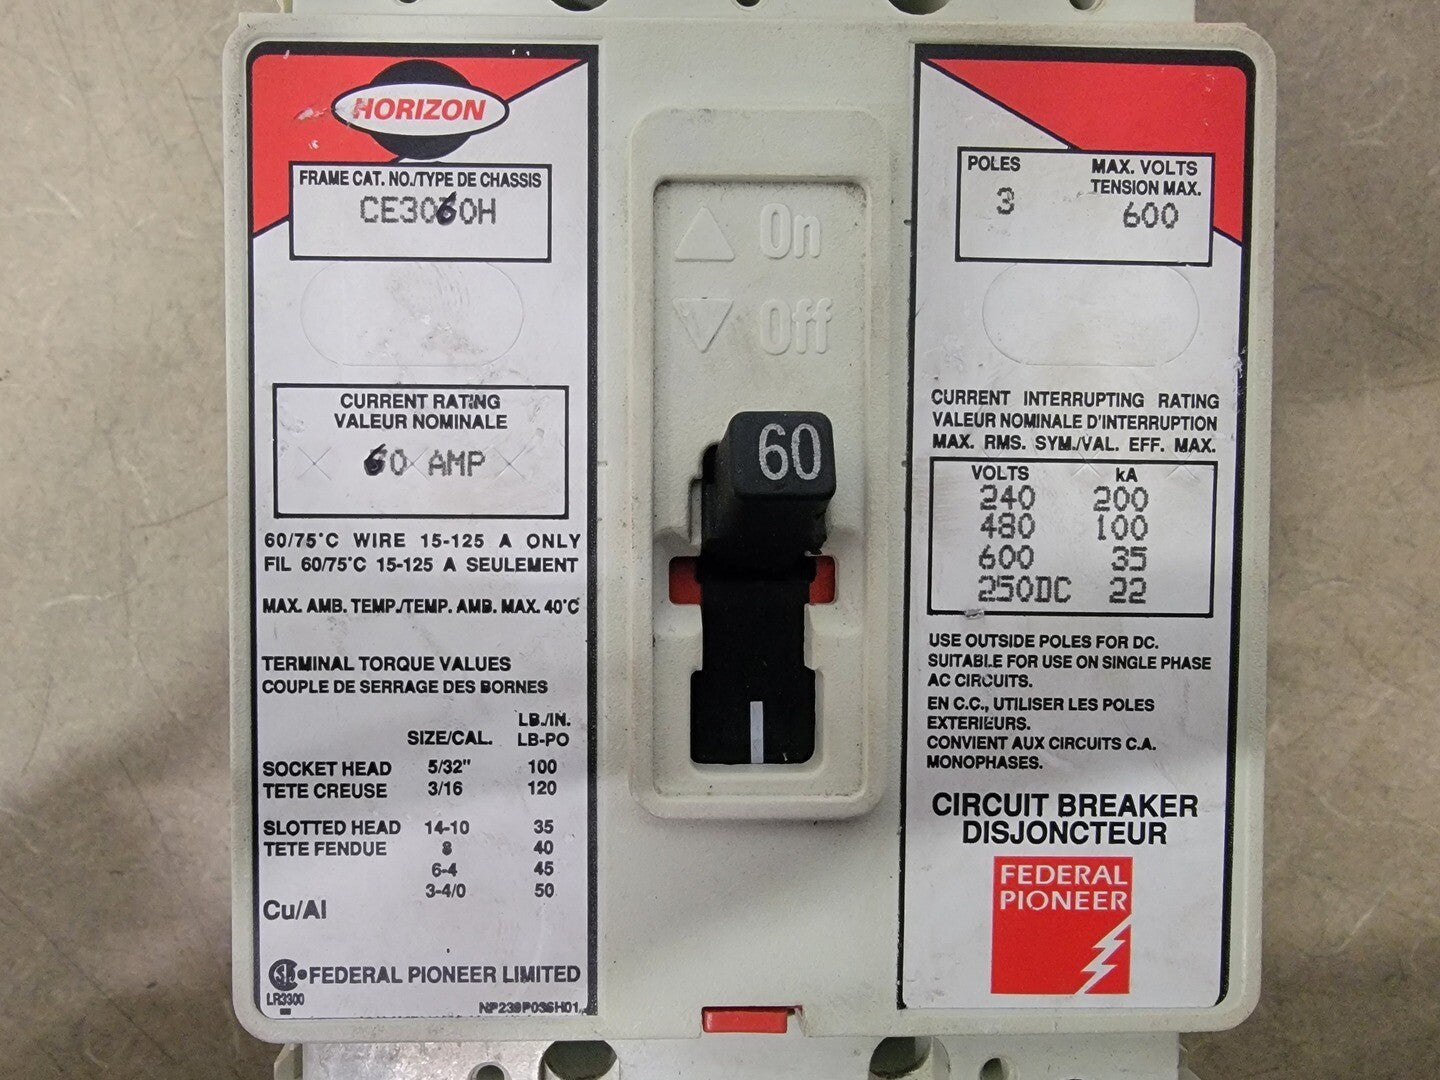 HORIZON
FRAME CAT. NO./TYPE DE CHASSIS
CE3060H
CURRENT RATING
VALEUR NOMINALE
60 AMP
60/75°C WIRE 15-125 A ONLY
FIL 60/75°C 15-125 A SEULEMENT
MAX. AMB. TEMP./TEMP. AMB. MAX. 40°C
TERMINAL TORQUE VALUES
COUPLE DE SERRAGE DES BORNES
LB./IN.
SIZE/CAL. LB-PO
SOCKET HEAD 5/32" 100
TETE CREUSE 3/16 120
SLOTTED HEAD 14-10 35
TETE FENDUE 8 40
6-4 45
3-4/0 50
Cu/Al
FEDERAL PIONEER LIMITED
LR3300
NP239P036H01
On
Off
60
POLES MAX. VOLTS
TENSION MAX.
3 600
CURRENT INTERRUPTING RATING
VALEUR NOMINALE D'INTERRUPTION
MAX. RMS. SYM./VAL. EFF. MAX.
VOLTS kA
240 200
480 100
600 35
250DC 22
USE OUTSIDE POLES FOR DC.
SUITABLE FOR USE ON SINGLE PHASE
AC CIRCUITS.
EN C.C., UTILISER LES POLES
EXTERIEURS.
CONVIENT AUX CIRCUITS C.A.
MONOPHASES.
CIRCUIT BREAKER
DISJONCTEUR
FEDERAL
PIONEER